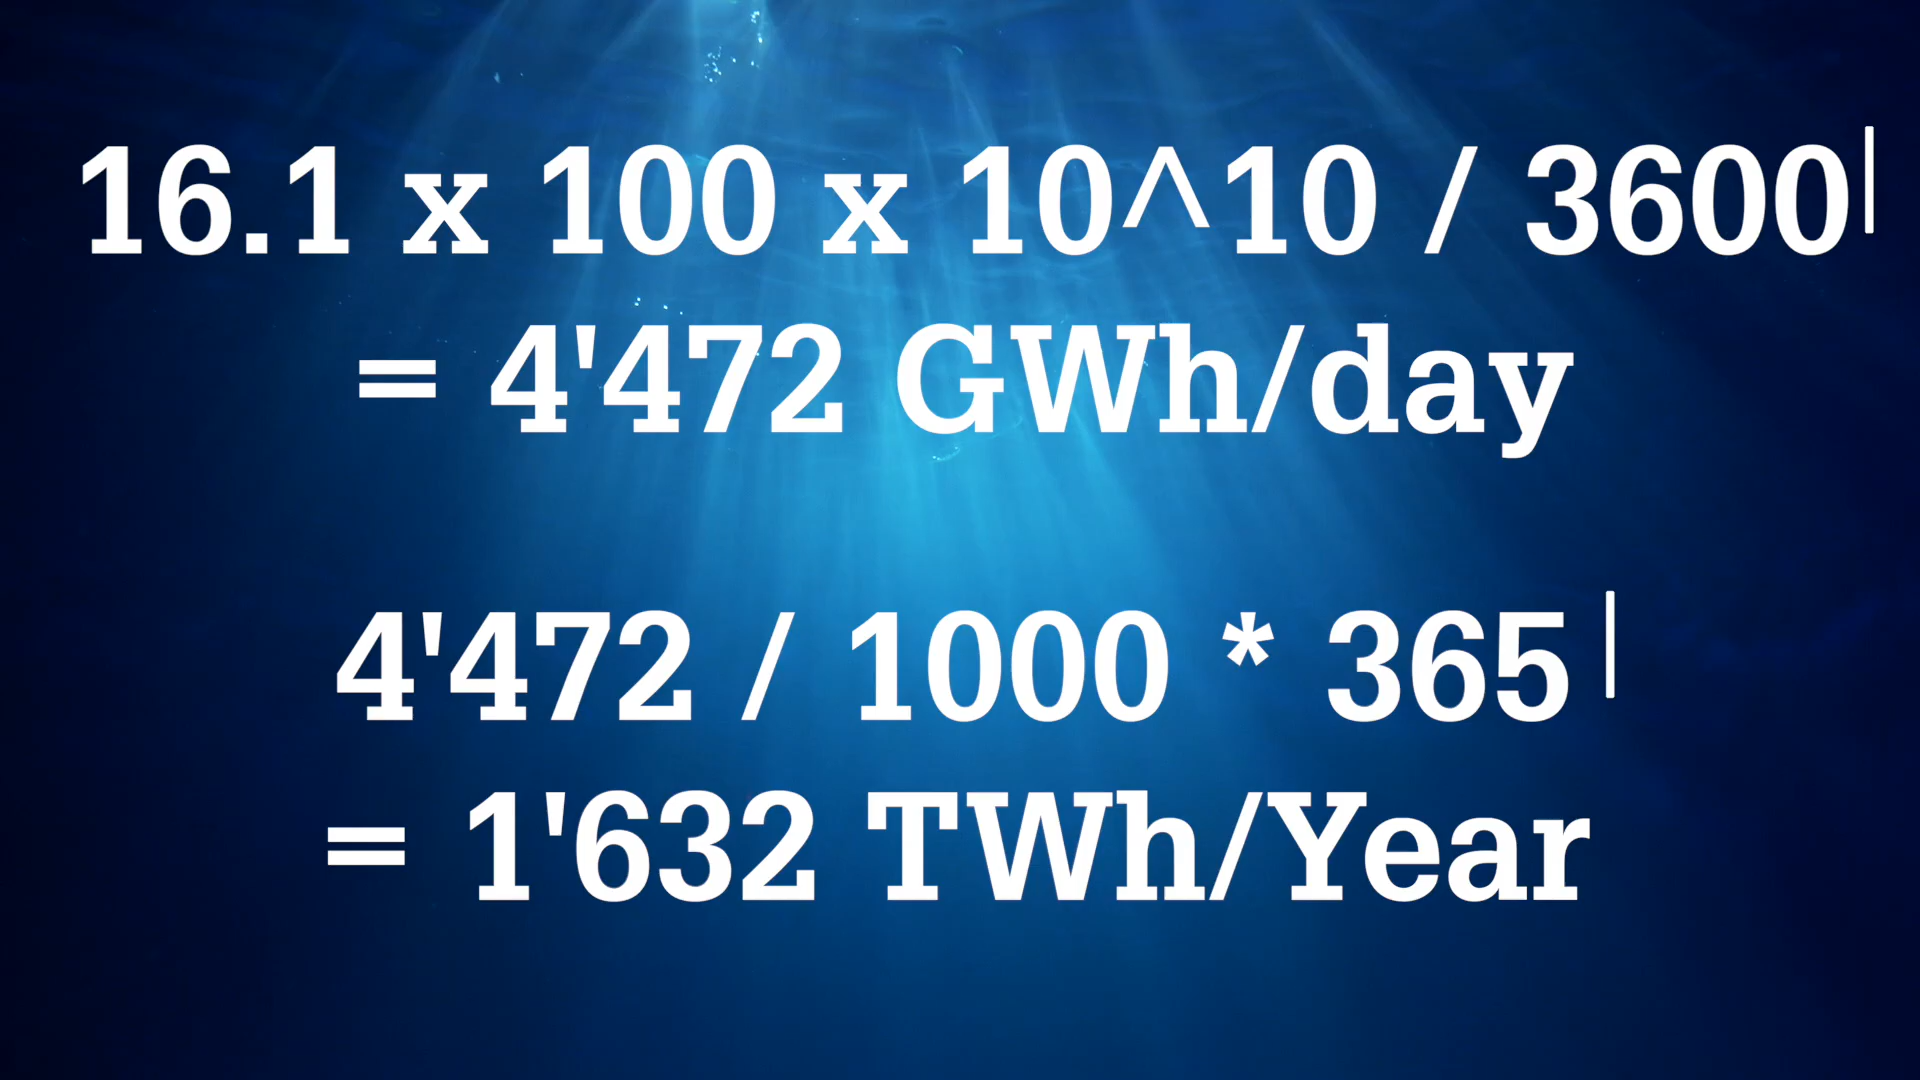 16.1 x 100 x 10^10 / 3600
= 4'472 GWh/day
4'472 / 1000 * 365
= 1'632 TWh/Year